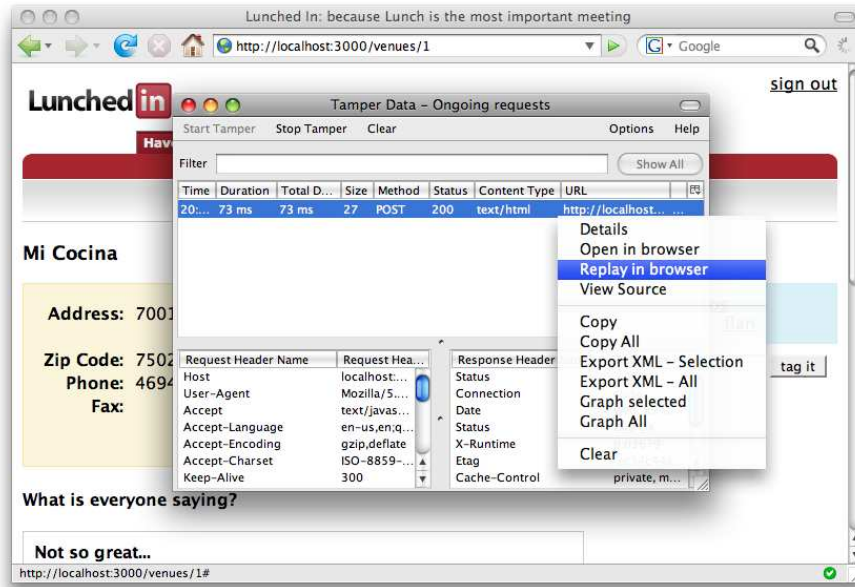 Lunched In: because Lunch is the most important meeting
http://localhost:3000/venues/1
G Google
Lunched in
sign out
Have
Tamper Data – Ongoing requests
Start Tamper Stop Tamper Clear Options Help
Filter Show All
Time Duration Total D... Size Method Status Content Type URL
20:... 73 ms 73 ms 27 POST 200 text/html http://localhost... ...
Details
Open in browser
Replay in browser
View Source
Copy
Copy All
Export XML – Selection
Export XML – All
Graph selected
Graph All
Clear
Mi Cocina
Address: 7001
Zip Code: 7502
Phone: 4694
Fax:
tag it
Request Header Name Request Hea...
Host localhost:...
User-Agent Mozilla/5....
Accept text/javas...
Accept-Language en-us,en;q...
Accept-Encoding gzip,deflate
Accept-Charset ISO-8859-...
Keep-Alive 300
Response Header
Status
Connection
Date
Status
X-Runtime
Etag
Cache-Control private, m...
What is everyone saying?
Not so great...
http://localhost:3000/venues/1#